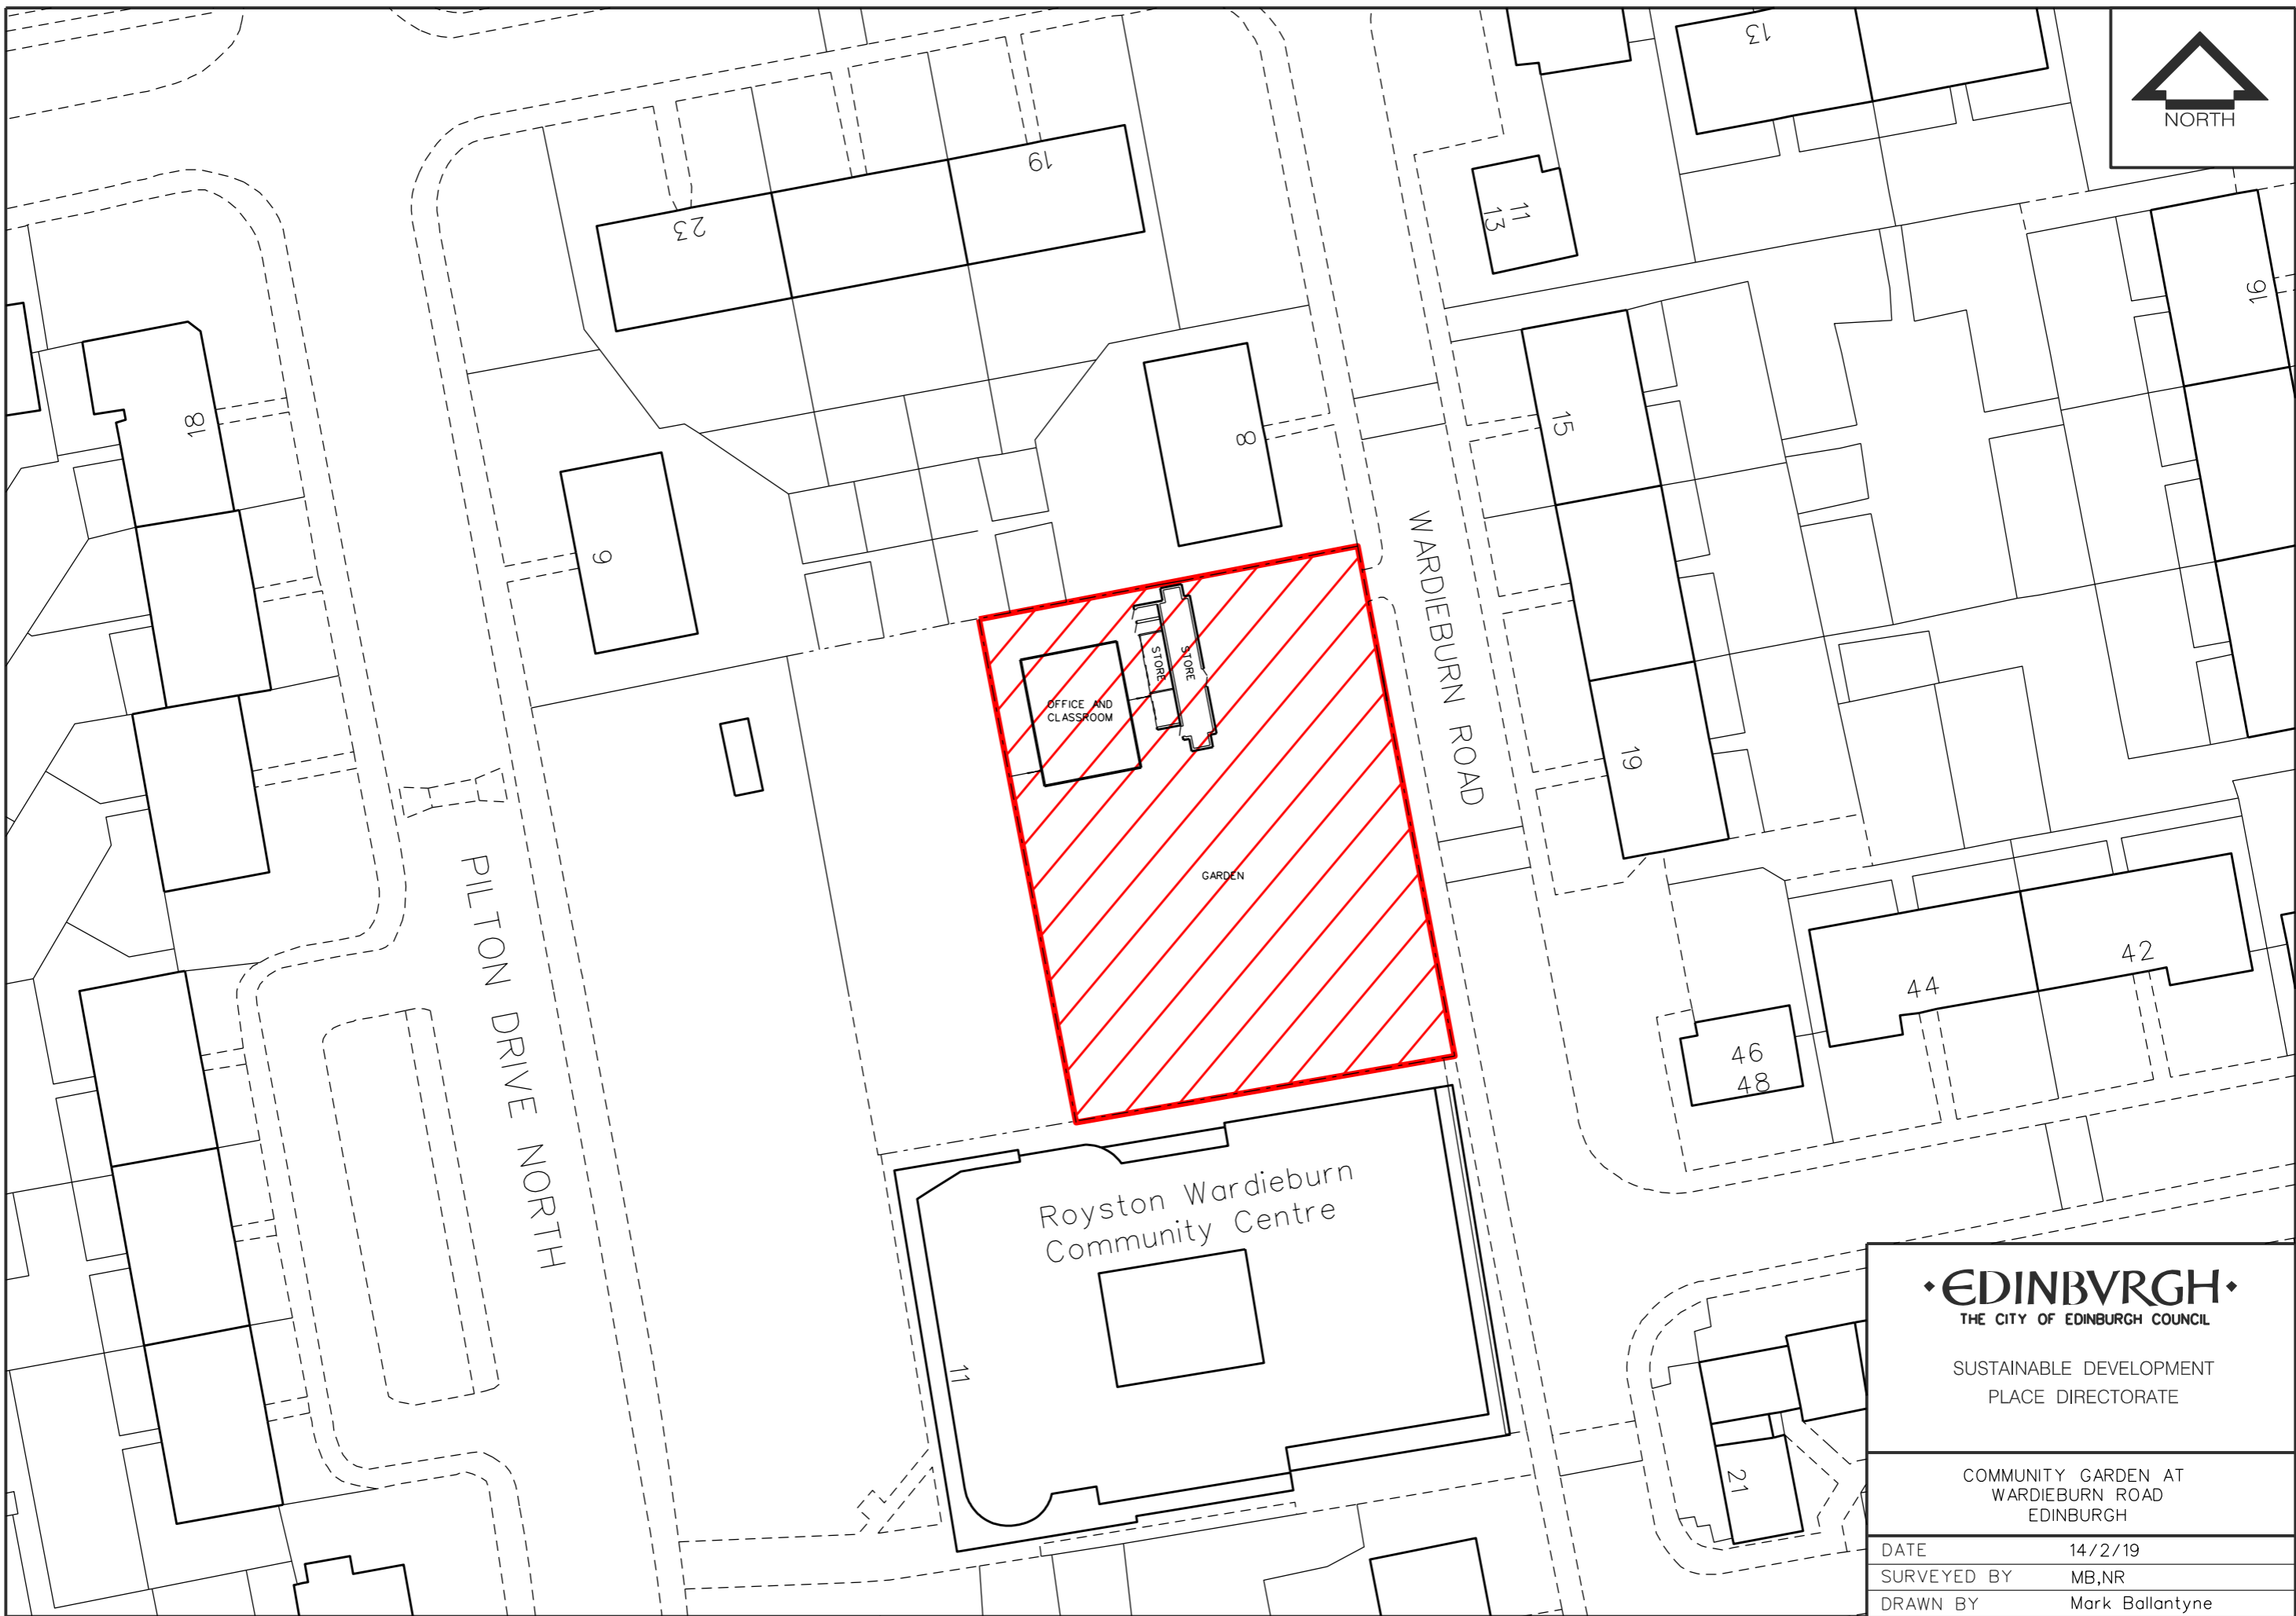 13
NORTH
19
23
11
13
16
18
8
15
9
WARDIEBURN ROAD
STORE
STORE
OFFICE AND
CLASSROOM
19
GARDEN
PILTON DRIVE NORTH
42
44
46
48
Royston Wardieburn
Community Centre
11
21
·EDINBVRGH·
THE CITY OF EDINBURGH COUNCIL
SUSTAINABLE DEVELOPMENT
PLACE DIRECTORATE
COMMUNITY GARDEN AT
WARDIEBURN ROAD
EDINBURGH
DATE 14/2/19
SURVEYED BY MB,NR
DRAWN BY Mark Ballantyne